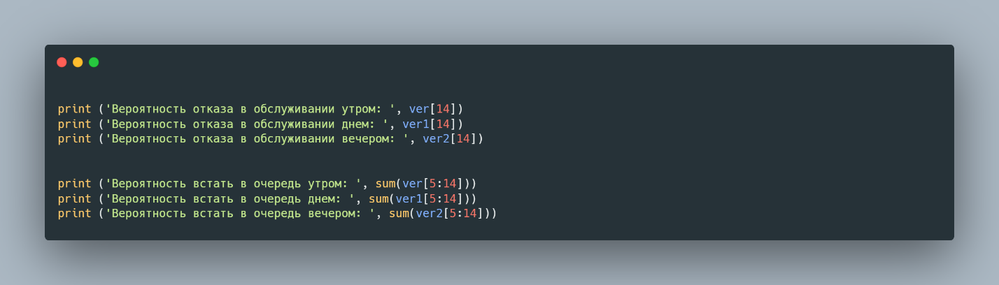 print ('Вероятность отказа в обслуживании утром: ', ver[14])
print ('Вероятность отказа в обслуживании днем: ', ver1[14])
print ('Вероятность отказа в обслуживании вечером: ', ver2[14])
print ('Вероятность встать в очередь утром: ', sum(ver[5:14]))
print ('Вероятность встать в очередь днем: ', sum(ver1[5:14]))
print ('Вероятность встать в очередь вечером: ', sum(ver2[5:14]))